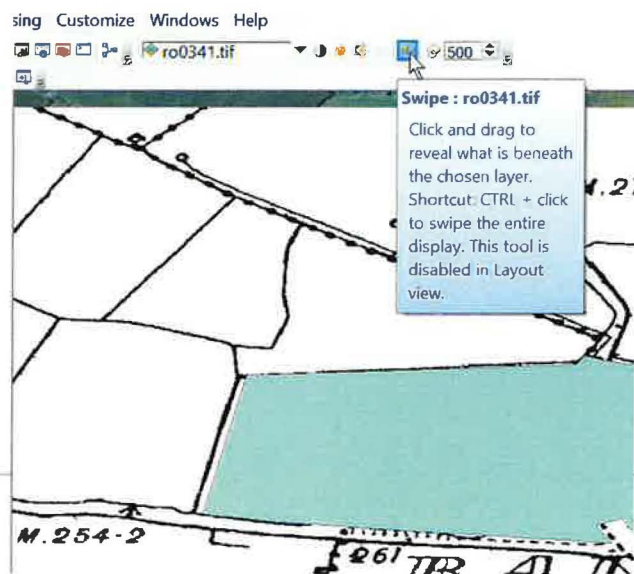 sing Customize Windows Help
ro0341.tif 500
Swipe : ro0341.tif
Click and drag to
reveal what is beneath
the chosen layer.
Shortcut: CTRL + click
to swipe the entire
display. This tool is
disabled in Layout
view.
M.254-2
261